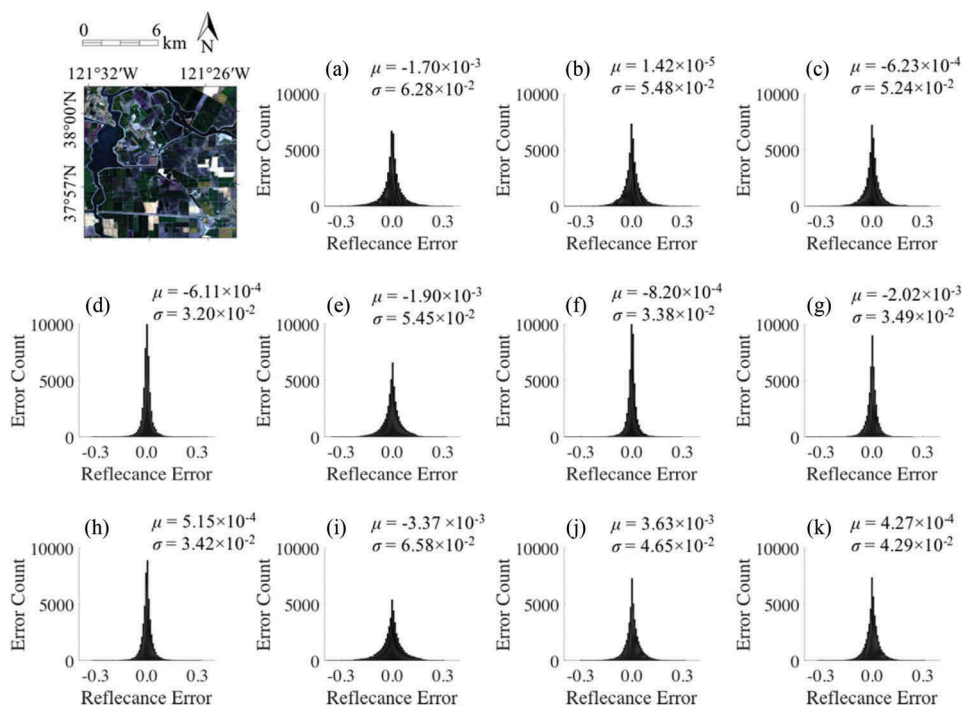 0 6
km
N
121°32′W 121°26′W
38°00′N
37°57′N
(a) μ = -1.70×10⁻³
σ = 6.28×10⁻²
10000
5000
0
Error Count
-0.3 0.0 0.3
Reflecance Error
(b) μ = 1.42×10⁻⁵
σ = 5.48×10⁻²
10000
5000
0
Error Count
-0.3 0.0 0.3
Reflecance Error
(c) μ = -6.23×10⁻⁴
σ = 5.24×10⁻²
10000
5000
0
Error Count
-0.3 0.0 0.3
Reflecance Error
(d) μ = -6.11×10⁻⁴
σ = 3.20×10⁻²
10000
5000
0
Error Count
-0.3 0.0 0.3
Reflecance Error
(e) μ = -1.90×10⁻³
σ = 5.45×10⁻²
10000
5000
0
Error Count
-0.3 0.0 0.3
Reflecance Error
(f) μ = -8.20×10⁻⁴
σ = 3.38×10⁻²
10000
5000
0
Error Count
-0.3 0.0 0.3
Reflecance Error
(g) μ = -2.02×10⁻³
σ = 3.49×10⁻²
10000
5000
0
Error Count
-0.3 0.0 0.3
Reflecance Error
(h) μ = 5.15×10⁻⁴
σ = 3.42×10⁻²
10000
5000
0
Error Count
-0.3 0.0 0.3
Reflecance Error
(i) μ = -3.37 ×10⁻³
σ = 6.58×10⁻²
10000
5000
0
Error Count
-0.3 0.0 0.3
Reflecance Error
(j) μ = 3.63×10⁻³
σ = 4.65×10⁻²
10000
5000
0
Error Count
-0.3 0.0 0.3
Reflecance Error
(k) μ = 4.27×10⁻⁴
σ = 4.29×10⁻²
10000
5000
0
Error Count
-0.3 0.0 0.3
Reflecance Error